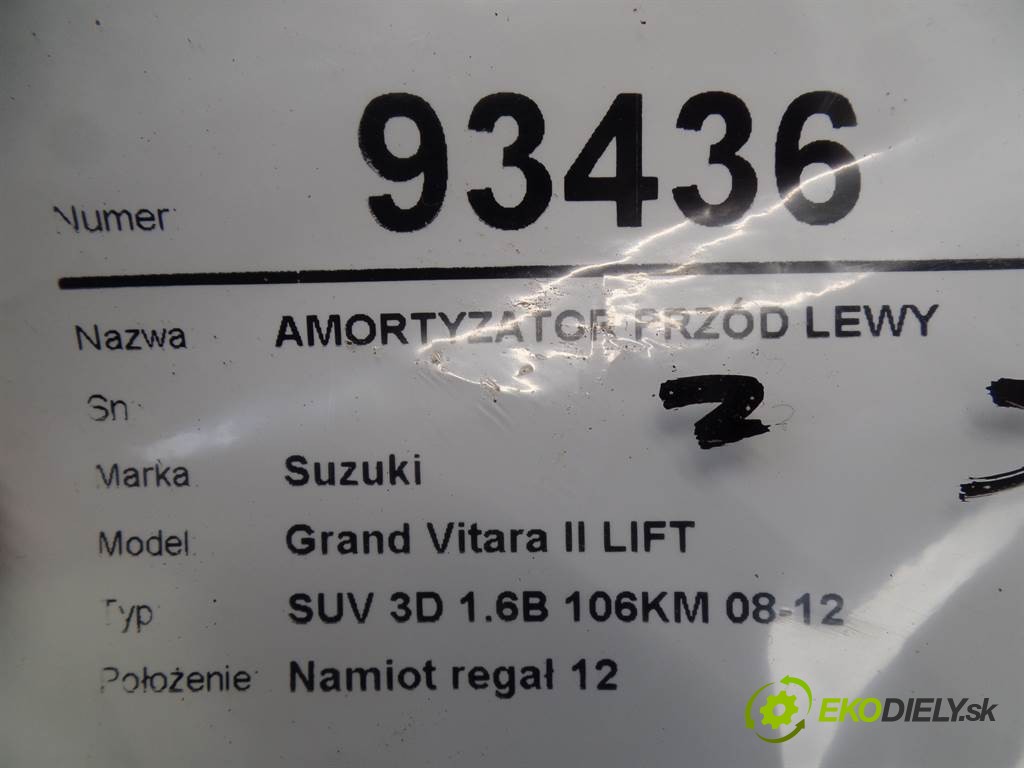 Numer: 93436
Nazwa AMORTYZATOR PRZÓD LEWY
Sn
Marka Suzuki
Model: Grand Vitara II LIFT
Typ SUV 3D 1.6B 106KM 08-12
Położenie: Namiot regał 12
EKODIELY.sk